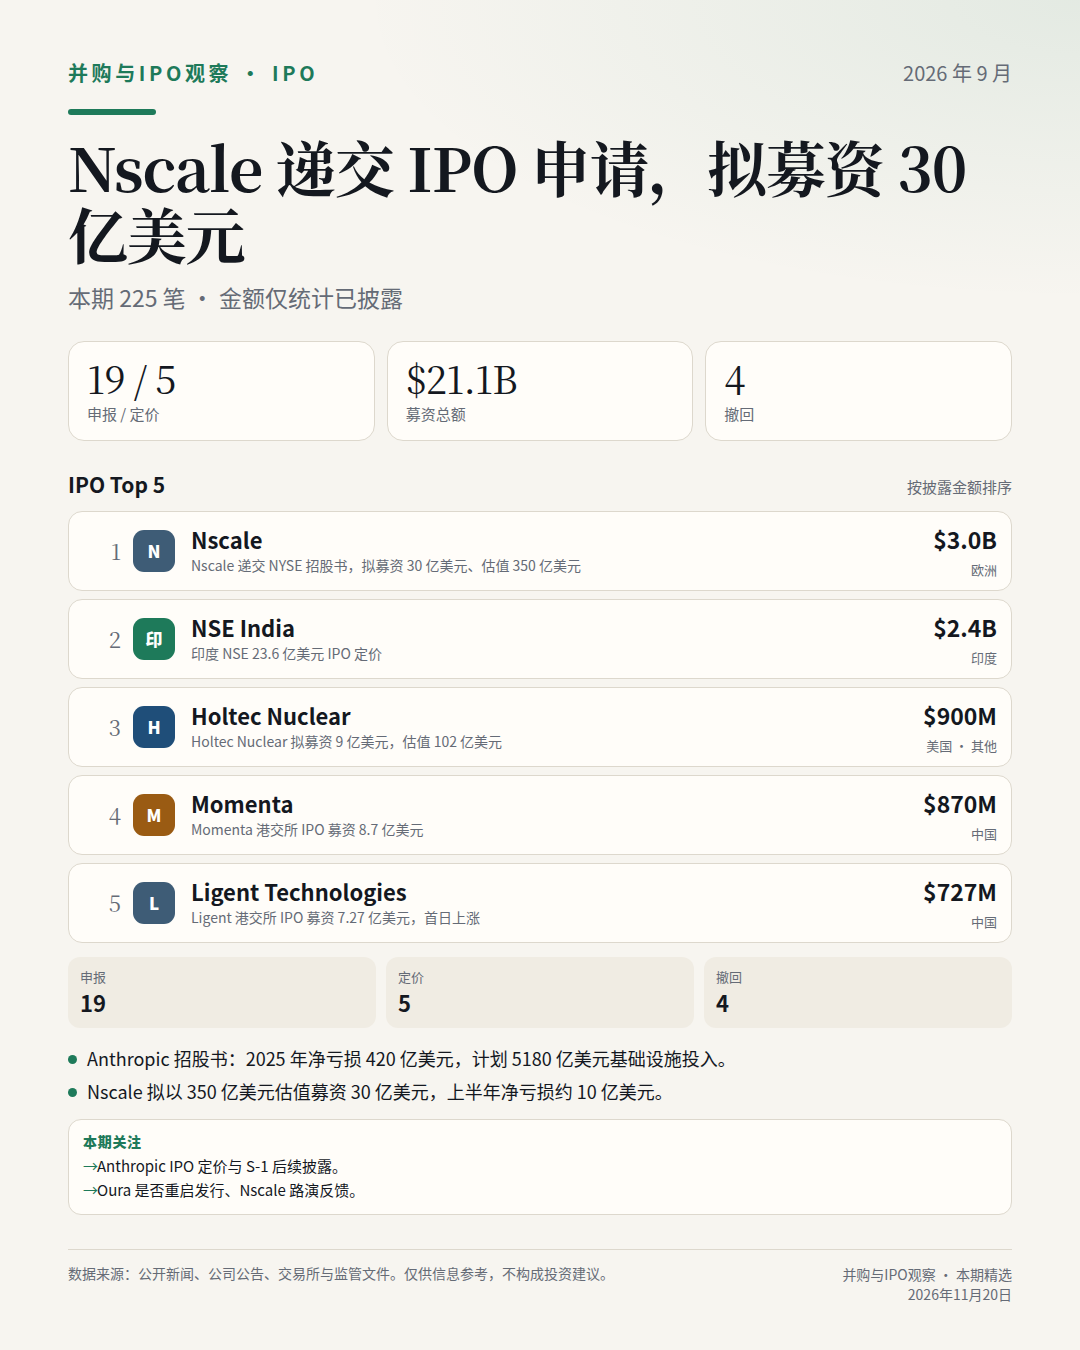 并购与IPO观察 · IPO
2026 年 9 月
Nscale 递交 IPO 申请，拟募资 30
亿美元
本期 225 笔 · 金额仅统计已披露
19 / 5
申报 / 定价
$21.1B
募资总额
4
撤回
IPO Top 5
按披露金额排序
1
N
Nscale
Nscale 递交 NYSE 招股书，拟募资 30 亿美元、估值 350 亿美元
$3.0B
欧洲
2
印
NSE India
印度 NSE 23.6 亿美元 IPO 定价
$2.4B
印度
3
H
Holtec Nuclear
Holtec Nuclear 拟募资 9 亿美元，估值 102 亿美元
$900M
美国 · 其他
4
M
Momenta
Momenta 港交所 IPO 募资 8.7 亿美元
$870M
中国
5
L
Ligent Technologies
Ligent 港交所 IPO 募资 7.27 亿美元，首日上涨
$727M
中国
申报
19
定价
5
撤回
4
Anthropic 招股书：2025 年净亏损 420 亿美元，计划 5180 亿美元基础设施投入。
Nscale 拟以 350 亿美元估值募资 30 亿美元，上半年净亏损约 10 亿美元。
本期关注
→Anthropic IPO 定价与 S-1 后续披露。
→Oura 是否重启发行、Nscale 路演反馈。
数据来源：公开新闻、公司公告、交易所与监管文件。仅供信息参考，不构成投资建议。
并购与IPO观察 · 本期精选
2026年11月20日